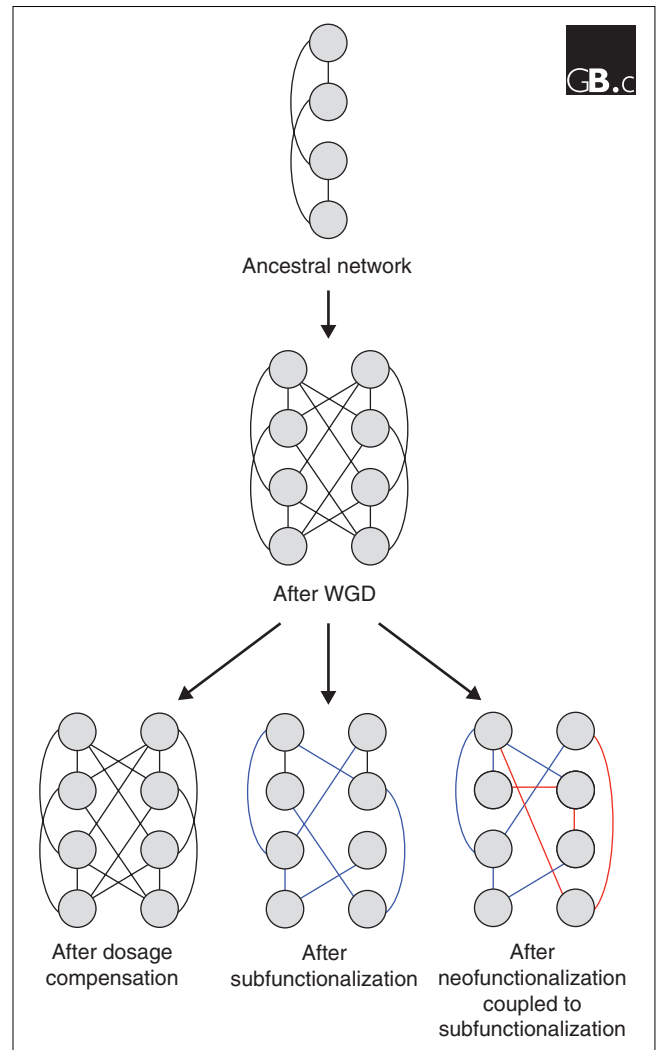 GB.c
Ancestral network
After WGD
After dosage
compensation
After
subfunctionalization
After
neofunctionalization
coupled to
subfunctionalization